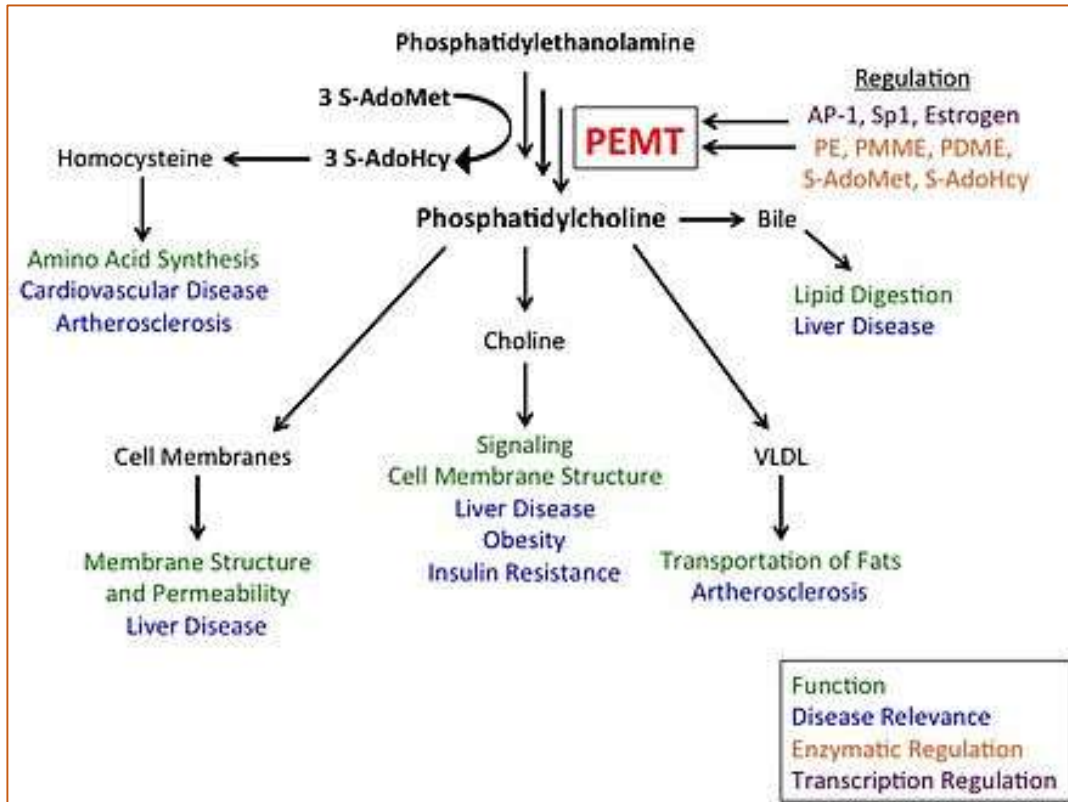 Phosphatidylethanolamine
3 S-AdoMet
Regulation
AP-1, Sp1, Estrogen
PEMT
PE, PMME, PDME,
S-AdoMet, S-AdoHcy
Homocysteine
3 S-AdoHcy
Phosphatidylcholine
Bile
Amino Acid Synthesis
Cardiovascular Disease
Artherosclerosis
Lipid Digestion
Liver Disease
Choline
Cell Membranes
Signaling
Cell Membrane Structure
Liver Disease
Obesity
Insulin Resistance
VLDL
Membrane Structure
and Permeability
Liver Disease
Transportation of Fats
Artherosclerosis
Function
Disease Relevance
Enzymatic Regulation
Transcription Regulation